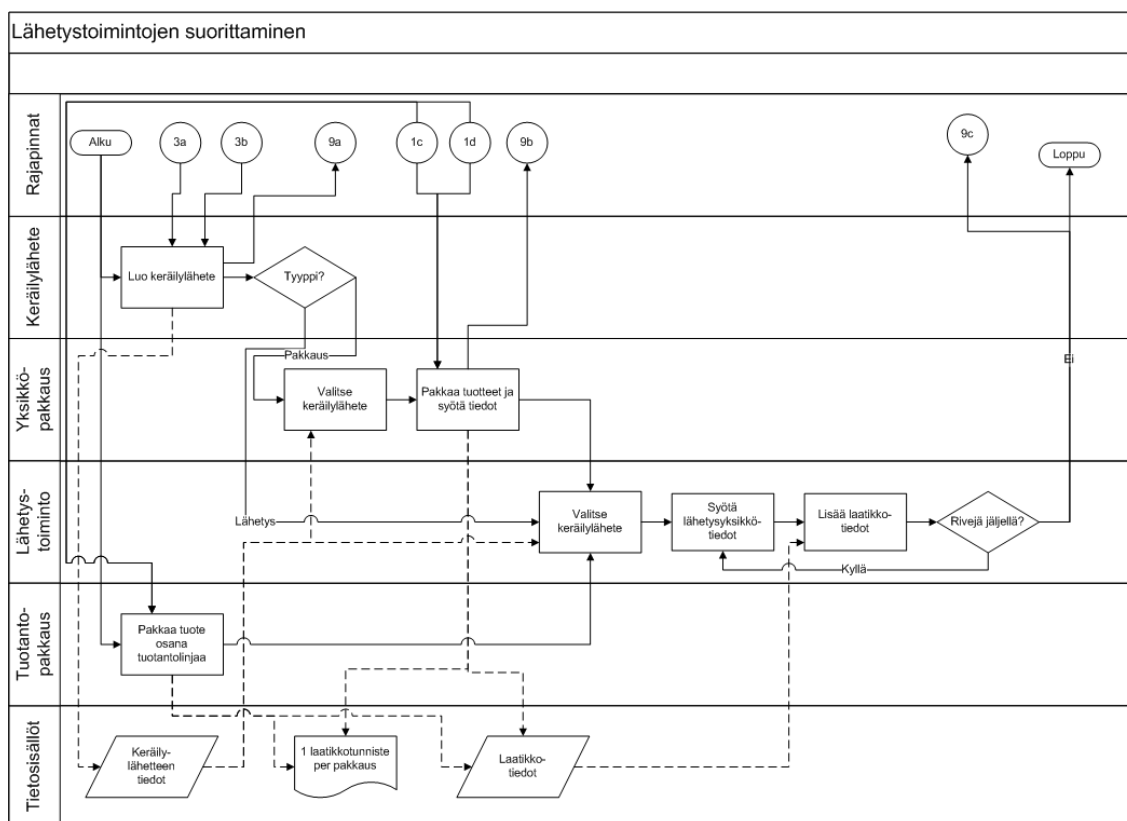 Lähetystoimintojen suorittaminen
Rajapinnat
Alku
3a
3b
9a
1c
1d
9b
9c
Loppu
Keräilylähete
Luo keräilylähete
Tyyppi?
Yksikkö-
pakkaus
Pakkaus
Valitse
keräilylähete
Pakkaa tuotteet ja
syötä tiedot
Ei
Lähetys-
toiminto
Lähetys
Valitse
keräilylähete
Syötä
lähetysyksikkö-
tiedot
Lisää laatikko-
tiedot
Rivejä jäljellä?
Kyllä
Tuotanto-
pakkaus
Pakkaa tuote
osana
tuotantolinjaa
Tietosisällöt
Keräily-
lähetteen
tiedot
1 laatikkotunniste
per pakkaus
Laatikko-
tiedot